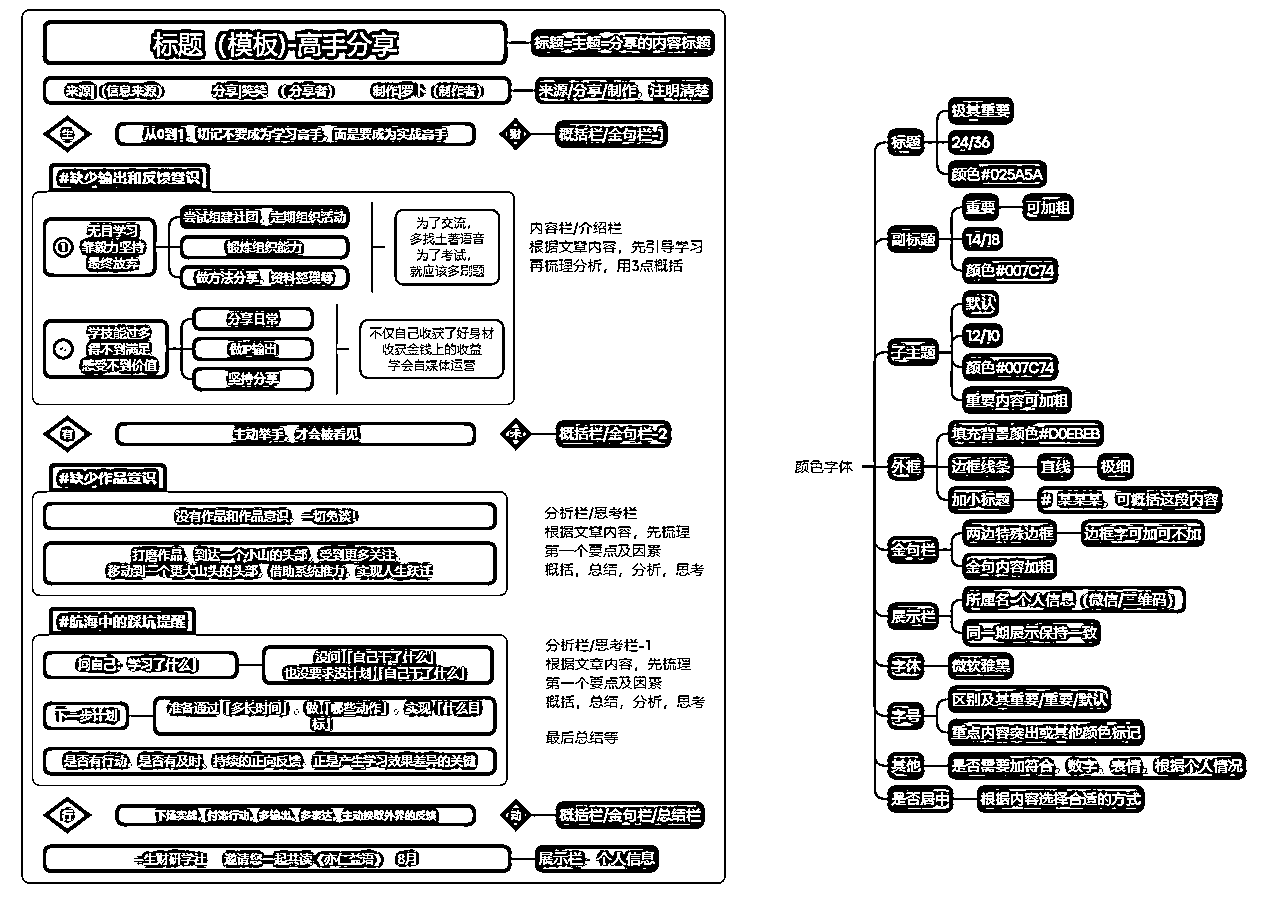 标题（模板）-高手分享
标题=主题=分享的内容标题
来源|（信息来源） 分享|笑笑（分享者） 制作|罗卜（制作者）
来源/分享/制作，注明清楚
生
从0到1，切记不要成为学习高手，而是要成为实战高手
财
概括栏/金句栏-1
#缺少输出和反馈意识
①
无目学习
靠毅力坚持
最终放弃
尝试组建社团，定期组织活动
锻炼组织能力
做方法分享、资料整理等
为了交流，
多找土著语音
为了考试，
就应该多刷题
内容栏/介绍栏
根据文章内容，先引导学习
再梳理分析，用3点概括
学技能过多
得不到满足
感受不到价值
分享日常
做IP输出
坚持分享
不仅自己收获了好身材
收获金钱上的收益
学会自媒体运营
有
主动举手，才会被看见
概括栏/金句栏-2
#缺少作品意识
没有作品和作品意识，一切免谈！
打磨作品，到达一个小山的头部，受到更多关注，
移动到一个更大山头的头部，借助系统推力，实现人生跃迁
分析栏/思考栏
根据文章内容，先梳理
第一个要点及因素
概括，总结，分析，思考
#航海中的踩坑提醒
问自己：学习了什么」
没问「自己干了什么」
也没要求没计划「自己干了什么」
下一步计划
准备通过「多长时间」，做「哪些动作」，实现「什么目
标」
是否有行动、是否有及时、持续的正向反馈，正是产生学习效果差异的关键
分析栏/思考栏-1
根据文章内容，先梳理
第一个要点及因素
概括，总结，分析，思考
最后总结等
行
下场实战，付诸行动，多输出，多表达，主动获取外界的反馈
动
概括栏/金句栏/总结栏
生财研学社 邀请您一起共读《亦仁益语》 8月
展示栏-个人信息
颜色字体
标题
极其重要
24/36
颜色#025A5A
副标题
重要
可加粗
14/18
颜色#007C74
子主题
默认
12/10
颜色#007C74
重要内容可加粗
外框
填充背景颜色#D0EBEB
边框线条
直线
极细
加小标题
# 某某某，可概括这段内容
金句栏
两边特殊边框
边框字可加可不加
金句内容加粗
展示栏
所属名-个人信息（微信/二维码）
同一期展示保持一致
字体
微软雅黑
字号
区别及其重要/重要/默认
重点内容突出或其他颜色标记
其他
是否需要加符合，数字，表情，根据个人情况
是否居中
根据内容选择合适的方式